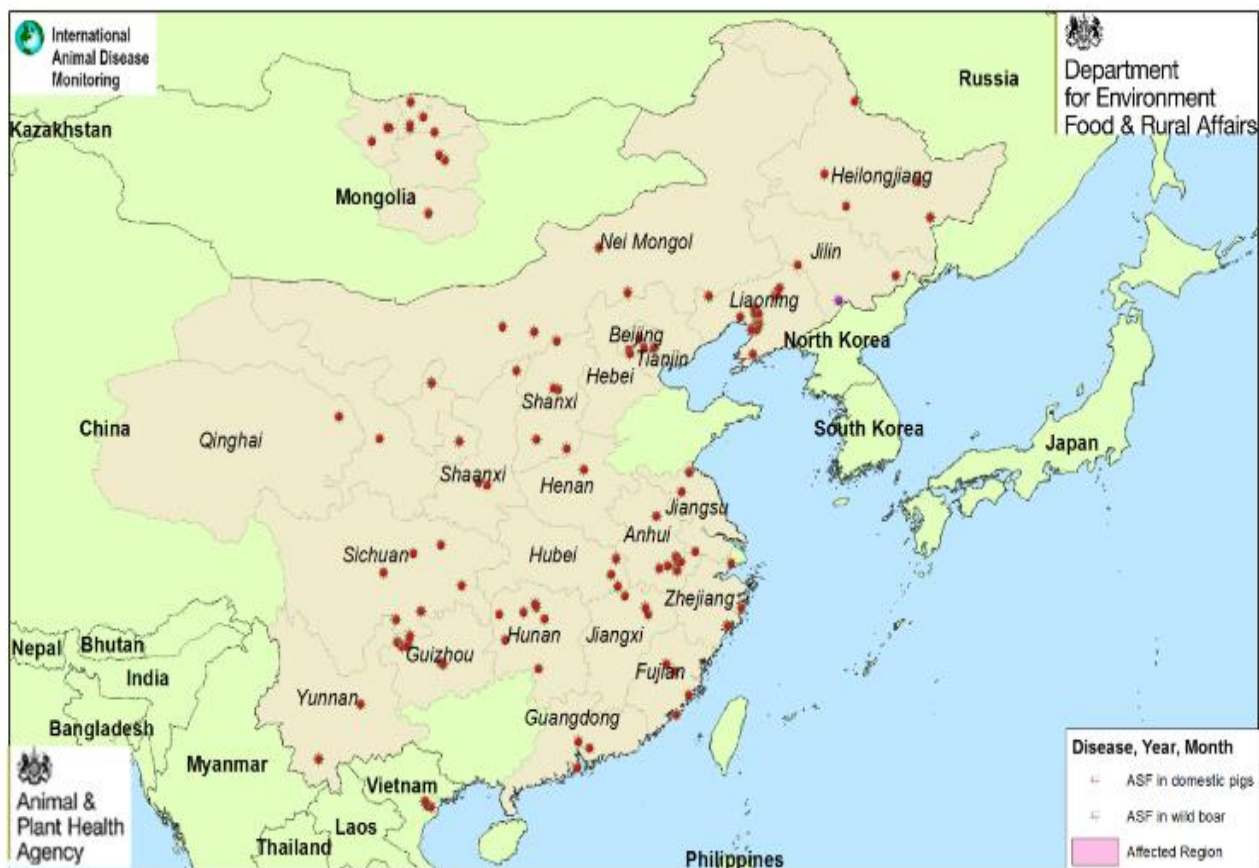 International
Animal Disease
Monitoring
Department
for Environment
Food & Rural Affairs
Russia
Kazakhstan
Mongolia
Heilongjiang
Nei Mongol
Jilin
Liaoning
Beijing
Tianjin
North Korea
Hebei
Shanxi
China
Qinghai
South Korea
Japan
Shaanxi
Henan
Jiangsu
Anhui
Sichuan
Hubei
Zhejiang
Hunan
Jiangxi
Nepal
Bhutan
Guizhou
India
Fujian
Yunnan
Guangdong
Bangladesh
Myanmar
Vietnam
Laos
Thailand
Philippines
Animal &
Plant Health
Agency
Disease, Year, Month
ASF in domestic pigs
ASF in wild boar
Affected Region